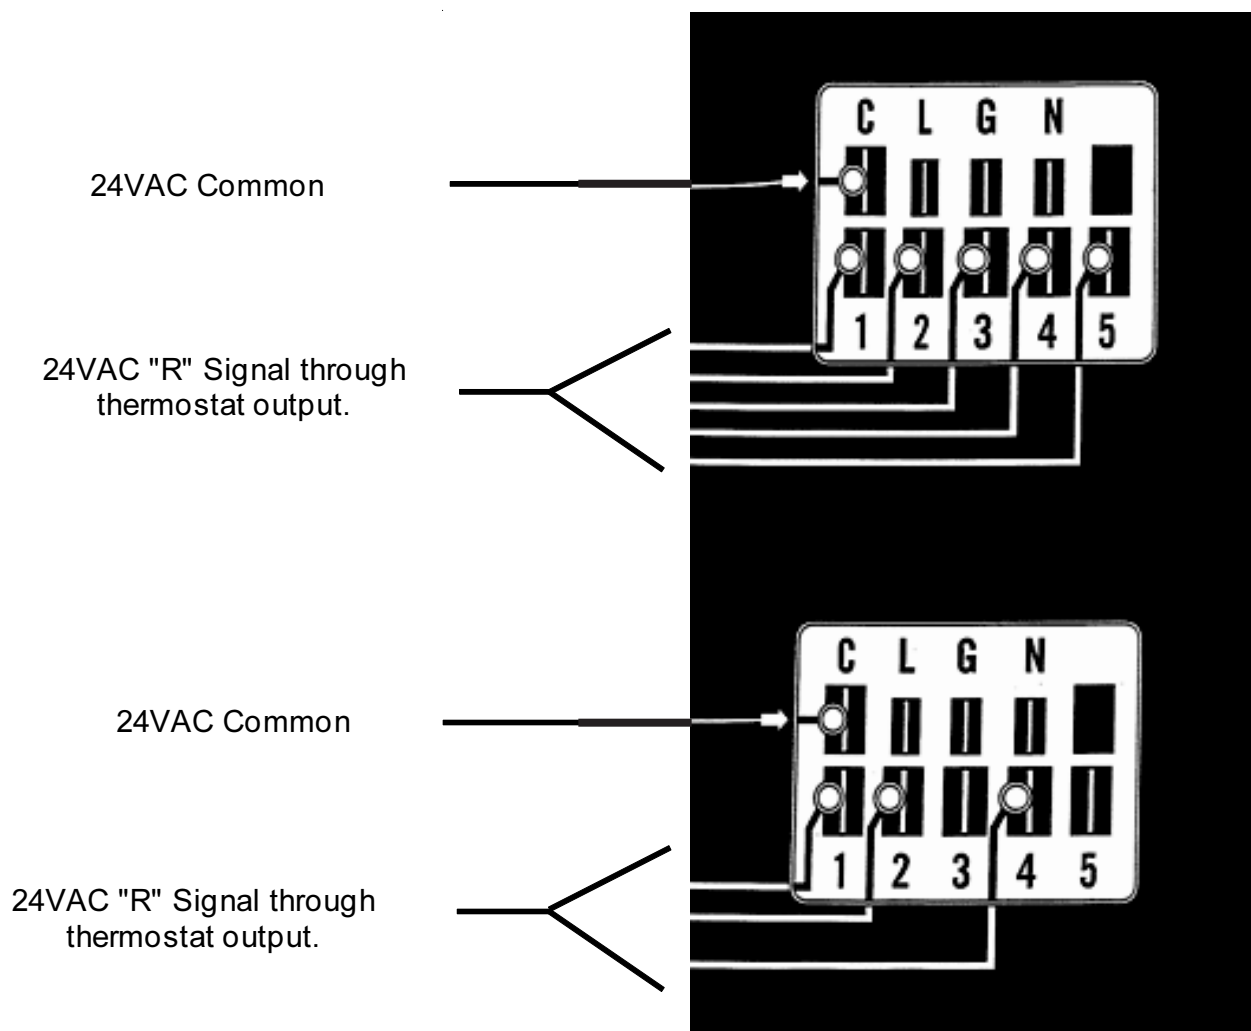 C L G N
24VAC Common
1 2 3 4 5
24VAC "R" Signal through
thermostat output.
C L G N
24VAC Common
1 2 3 4 5
24VAC "R" Signal through
thermostat output.